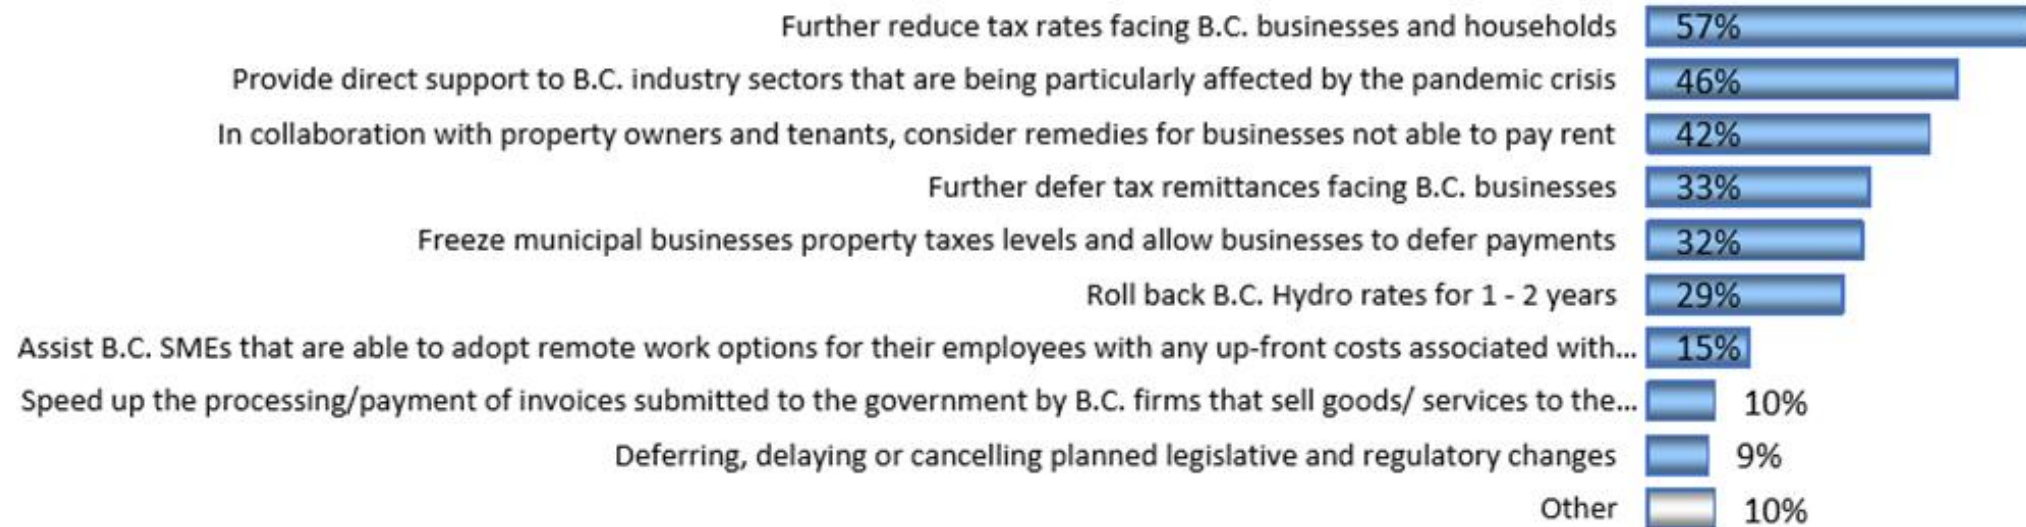 Further reduce tax rates facing B.C. businesses and households 57%
Provide direct support to B.C. industry sectors that are being particularly affected by the pandemic crisis 46%
In collaboration with property owners and tenants, consider remedies for businesses not able to pay rent 42%
Further defer tax remittances facing B.C. businesses 33%
Freeze municipal businesses property taxes levels and allow businesses to defer payments 32%
Roll back B.C. Hydro rates for 1 - 2 years 29%
Assist B.C. SMEs that are able to adopt remote work options for their employees with any up-front costs associated with... 15%
Speed up the processing/payment of invoices submitted to the government by B.C. firms that sell goods/ services to the... 10%
Deferring, delaying or cancelling planned legislative and regulatory changes 9%
Other 10%